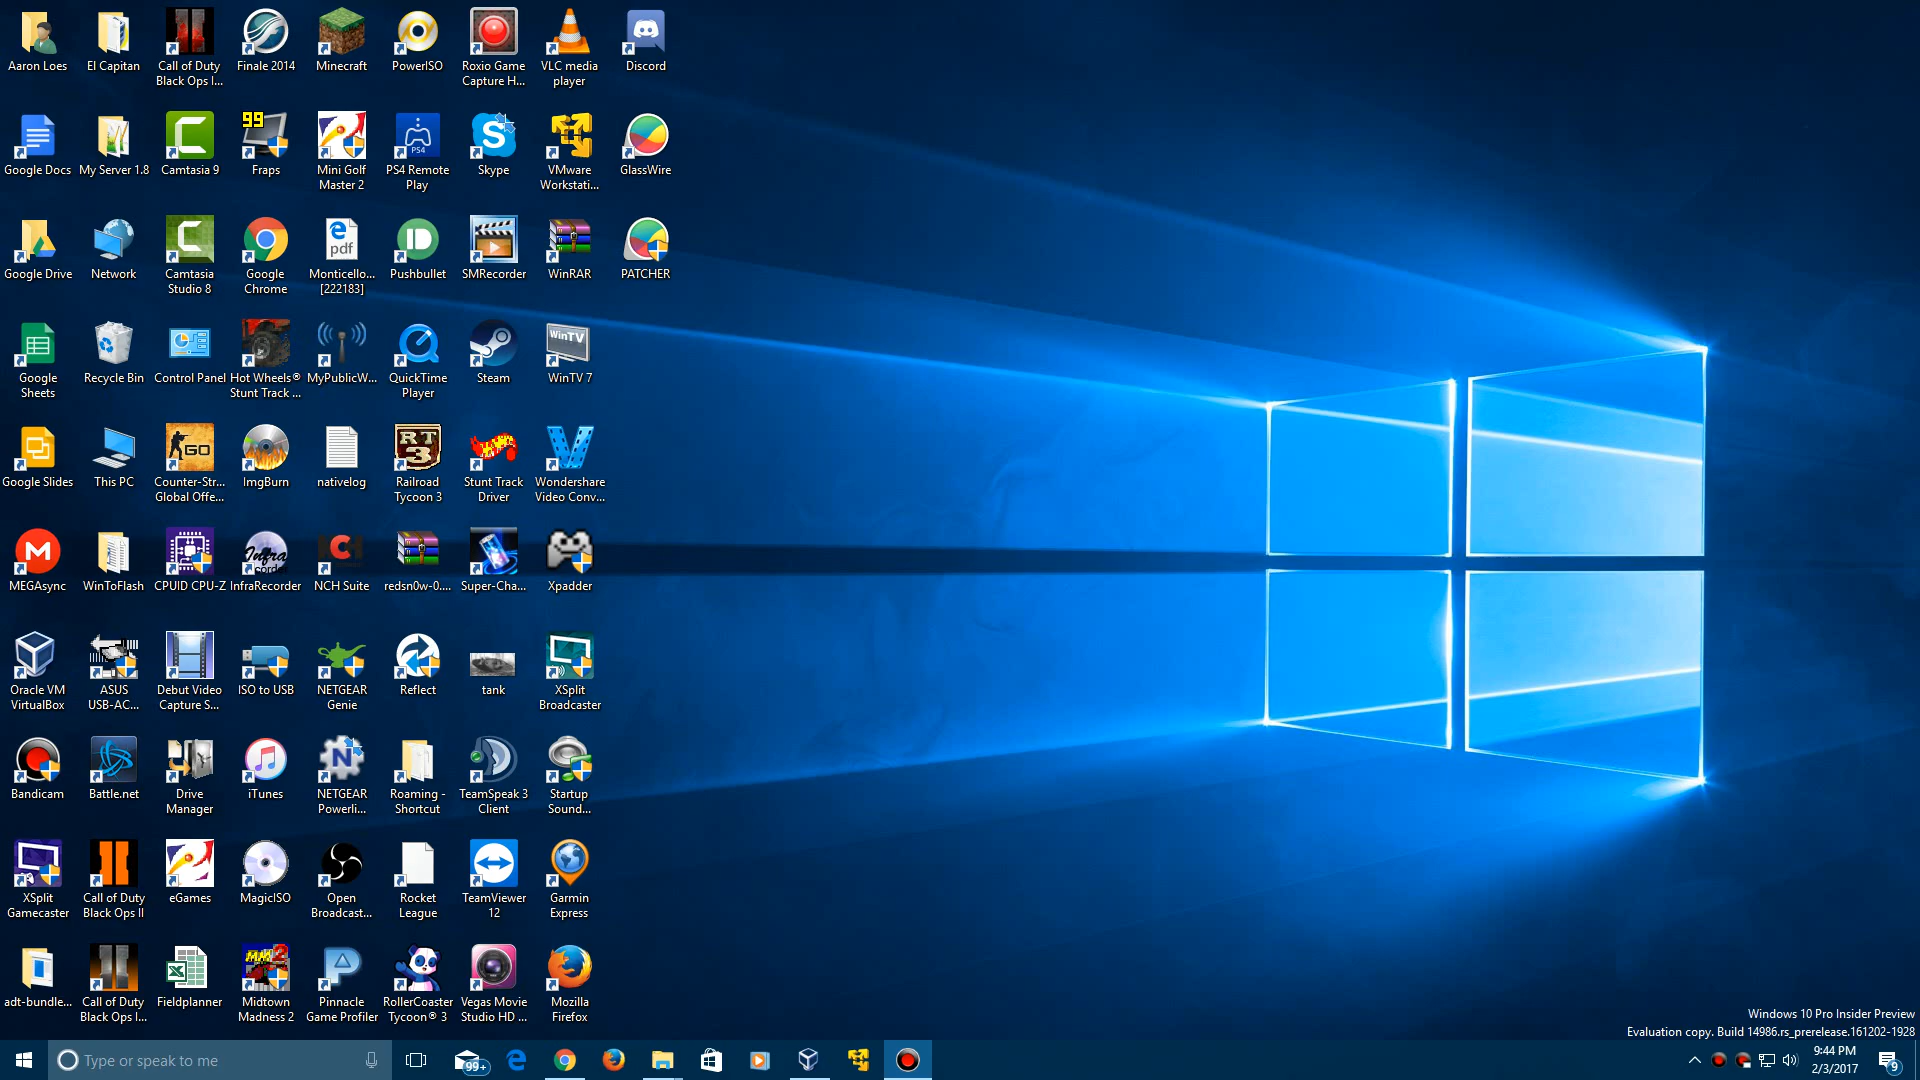 Aaron Loes
El Capitan
Call of Duty
Black Ops I...
Finale 2014
Minecraft
PowerISO
Roxio Game
Capture H...
VLC media
player
Discord
99
PS4
S
Google Docs
My Server 1.8
Camtasia 9
Fraps
Mini Golf
Master 2
PS4 Remote
Play
Skype
VMware
Workstati...
GlassWire
pdf
Google Drive
Network
Camtasia
Studio 8
Google
Chrome
Monticello...
[222183]
Pushbullet
SMRecorder
WinRAR
PATCHER
WinTV
Google
Sheets
Recycle Bin
Control Panel
Hot Wheels®
Stunt Track ...
MyPublicW...
QuickTime
Player
Steam
WinTV 7
GO
RT
3
Google Slides
This PC
Counter-Str...
Global Offe...
ImgBurn
nativelog
Railroad
Tycoon 3
Stunt Track
Driver
Wondershare
Video Conv...
MEGAsync
WinToFlash
CPUID CPU-Z
InfraRecorder
NCH Suite
redsn0w-0....
Super-Cha...
Xpadder
Oracle VM
VirtualBox
ASUS
USB-AC...
Debut Video
Capture S...
ISO to USB
NETGEAR
Genie
Reflect
tank
XSplit
Broadcaster
Bandicam
Battle.net
Drive
Manager
iTunes
NETGEAR
Powerli...
Roaming -
Shortcut
TeamSpeak 3
Client
Startup
Sound...
XSplit
Gamecaster
Call of Duty
Black Ops II
eGames
MagicISO
Open
Broadcast...
Rocket
League
TeamViewer
12
Garmin
Express
adt-bundle...
Call of Duty
Black Ops I...
Fieldplanner
Midtown
Madness 2
Pinnacle
Game Profiler
RollerCoaster
Tycoon® 3
Vegas Movie
Studio HD ...
Mozilla
Firefox
Windows 10 Pro Insider Preview
Evaluation copy. Build 14986.rs_prerelease.161202-1928
Type or speak to me
99+
9:44 PM
2/3/2017
9